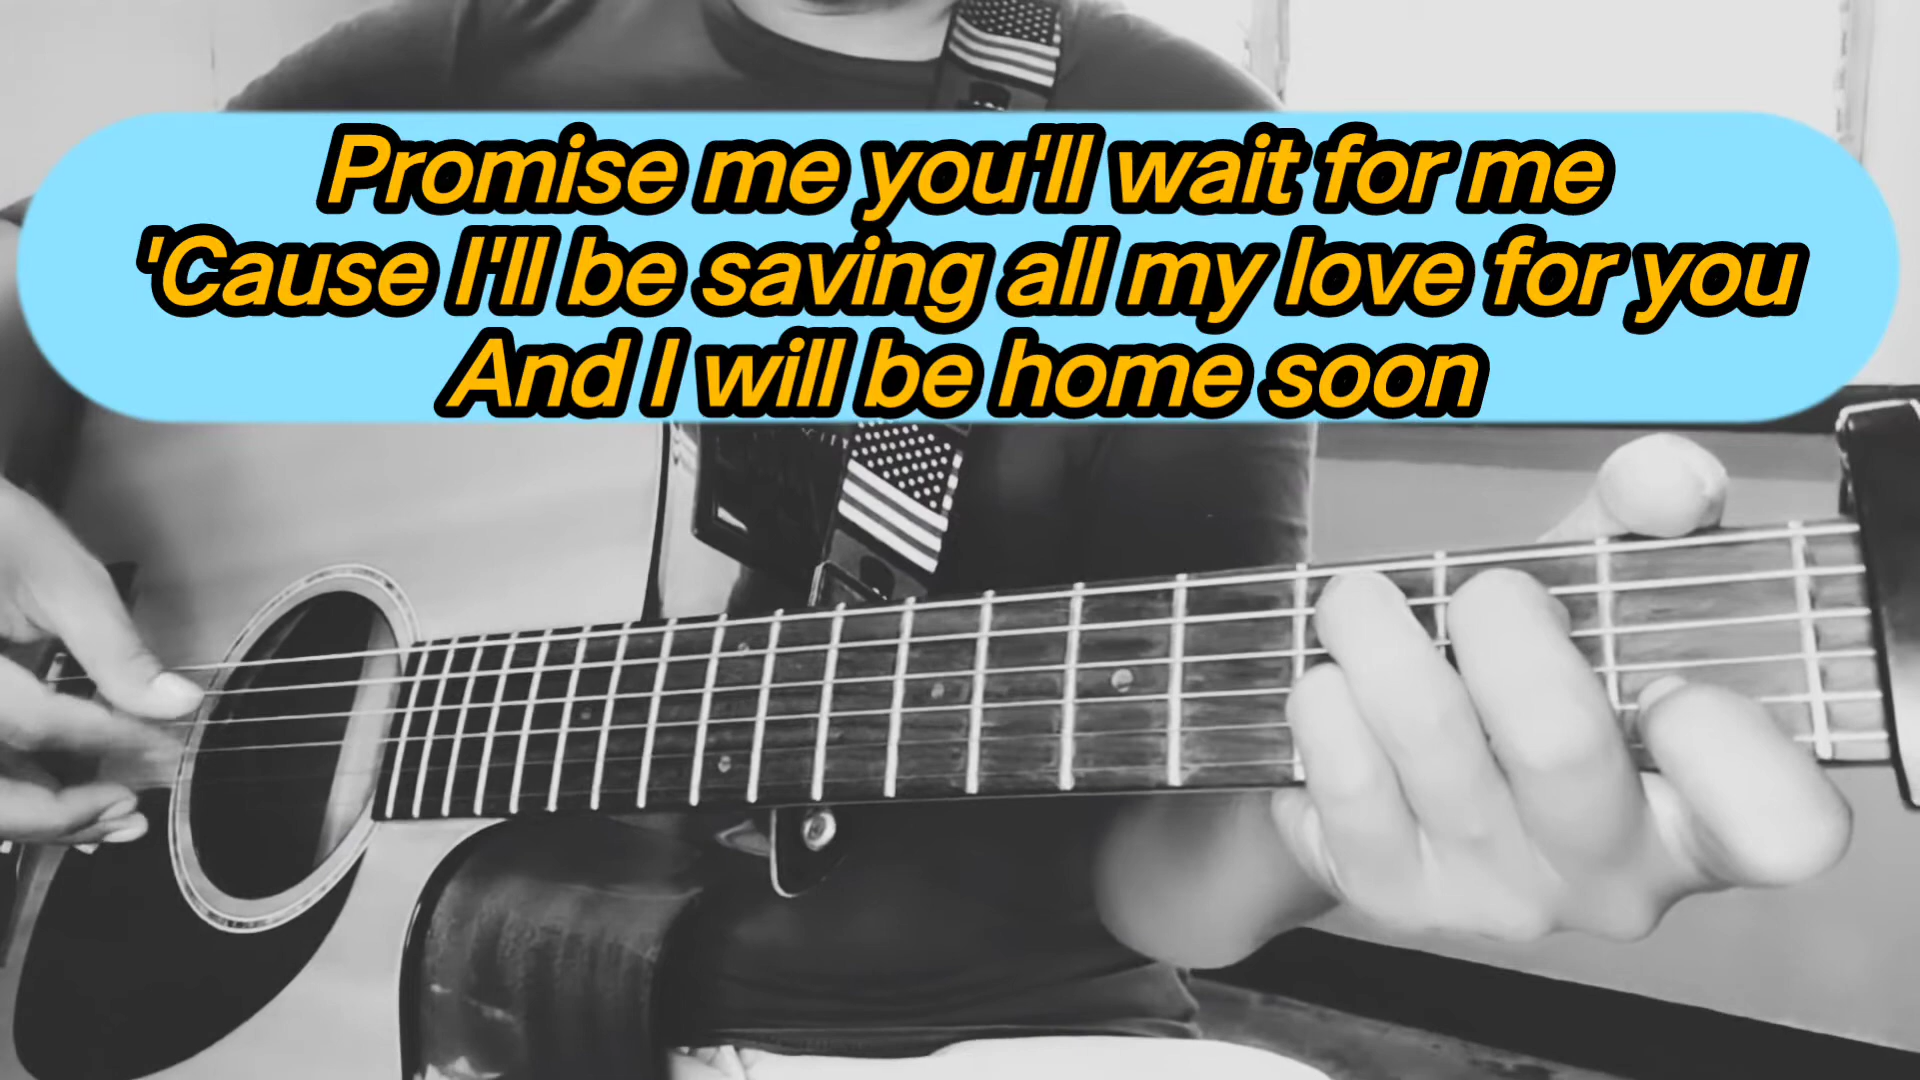 Promise me you'll wait for me
'Cause I'll be saving all my love for you
And I will be home soon